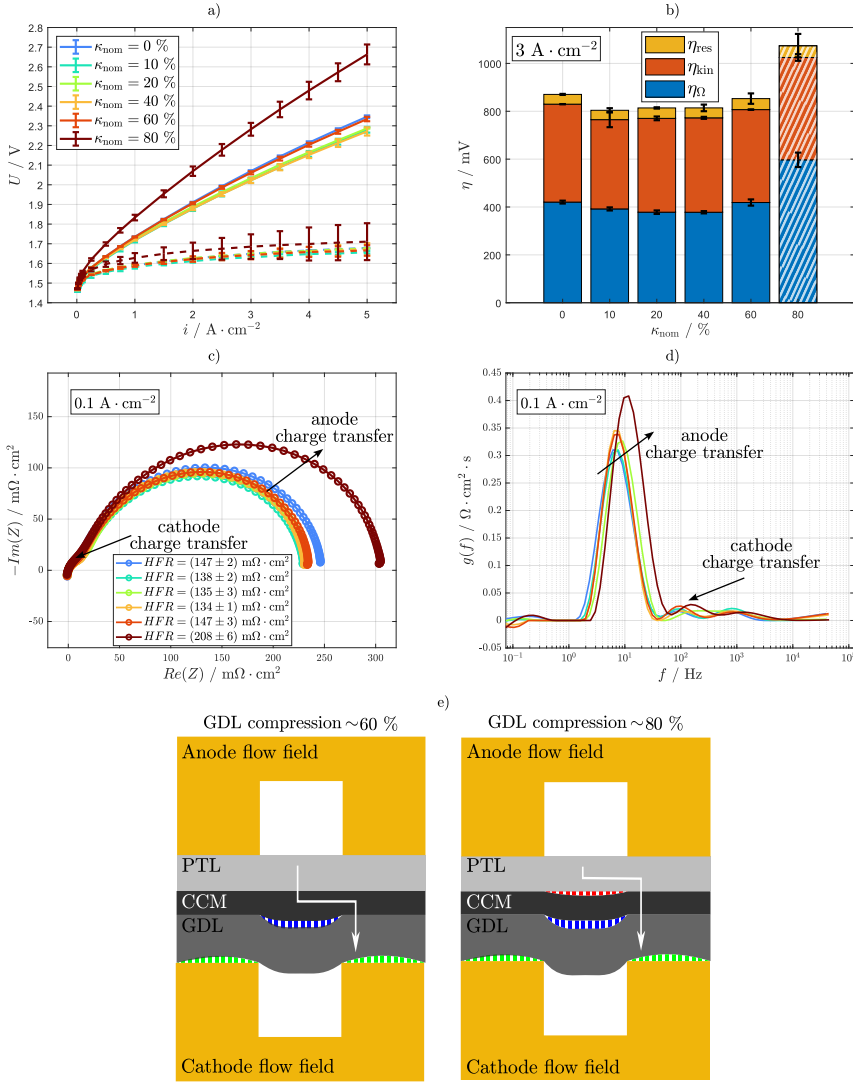 a)
2.8
2.7
2.6
2.5
2.4
2.3
2.2
2.1
2
1.9
1.8
1.7
1.6
1.5
1.4
U / V
κnom = 0 %
κnom = 10 %
κnom = 20 %
κnom = 40 %
κnom = 60 %
κnom = 80 %
0 1 2 3 4 5
i / A · cm−2
b)
3 A · cm−2
ηres
ηkin
ηΩ
1000
800
600
400
200
0
η / mV
0 10 20 40 60 80
κnom / %
c)
0.1 A · cm−2
150
100
50
0
-50
−Im(Z) / mΩ · cm2
anode
charge transfer
cathode
charge transfer
HFR = (147 ± 2) mΩ · cm2
HFR = (138 ± 2) mΩ · cm2
HFR = (135 ± 3) mΩ · cm2
HFR = (134 ± 1) mΩ · cm2
HFR = (147 ± 3) mΩ · cm2
HFR = (208 ± 6) mΩ · cm2
0 50 100 150 200 250 300
Re(Z) / mΩ · cm2
d)
0.1 A · cm−2
0.45
0.4
0.35
0.3
0.25
0.2
0.15
0.1
0.05
0
-0.05
g(f) / Ω · cm2 · s
anode
charge transfer
cathode
charge transfer
10-1 100 101 102 103 104
f / Hz
e)
GDL compression ~60 %
Anode flow field
PTL
CCM
GDL
Cathode flow field
GDL compression ~80 %
Anode flow field
PTL
CCM
GDL
Cathode flow field